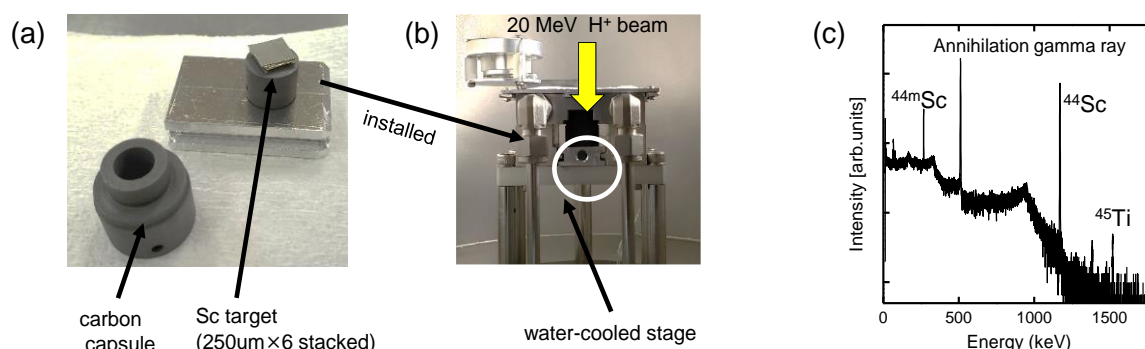 (a)
carbon
capsule
Sc target
(250um×6 stacked)
installed
(b)
20 MeV H⁺ beam
water-cooled stage
(c)
Annihilation gamma ray
⁴⁴ᵐSc
⁴⁴Sc
⁴⁵Ti
Intensity [arb.units]
0 500 1000 1500
Energy (keV)